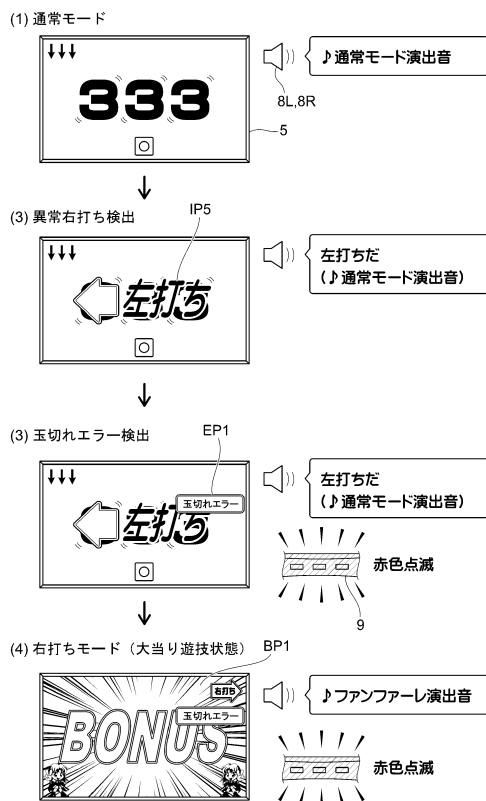 (1) 通常モード
↓↓↓
333
♪通常モード演出音
8L,8R
5
(3) 異常右打ち検出
IP5
↓↓↓
左打ち
左打ちだ
(♪通常モード演出音)
(3) 玉切れエラー検出
EP1
↓↓↓
玉切れエラー
左打ち
左打ちだ
(♪通常モード演出音)
赤色点滅
9
(4) 右打ちモード（大当り遊技状態）
BP1
右打ち
玉切れエラー
BONUS
♪ファンファーレ演出音
赤色点滅